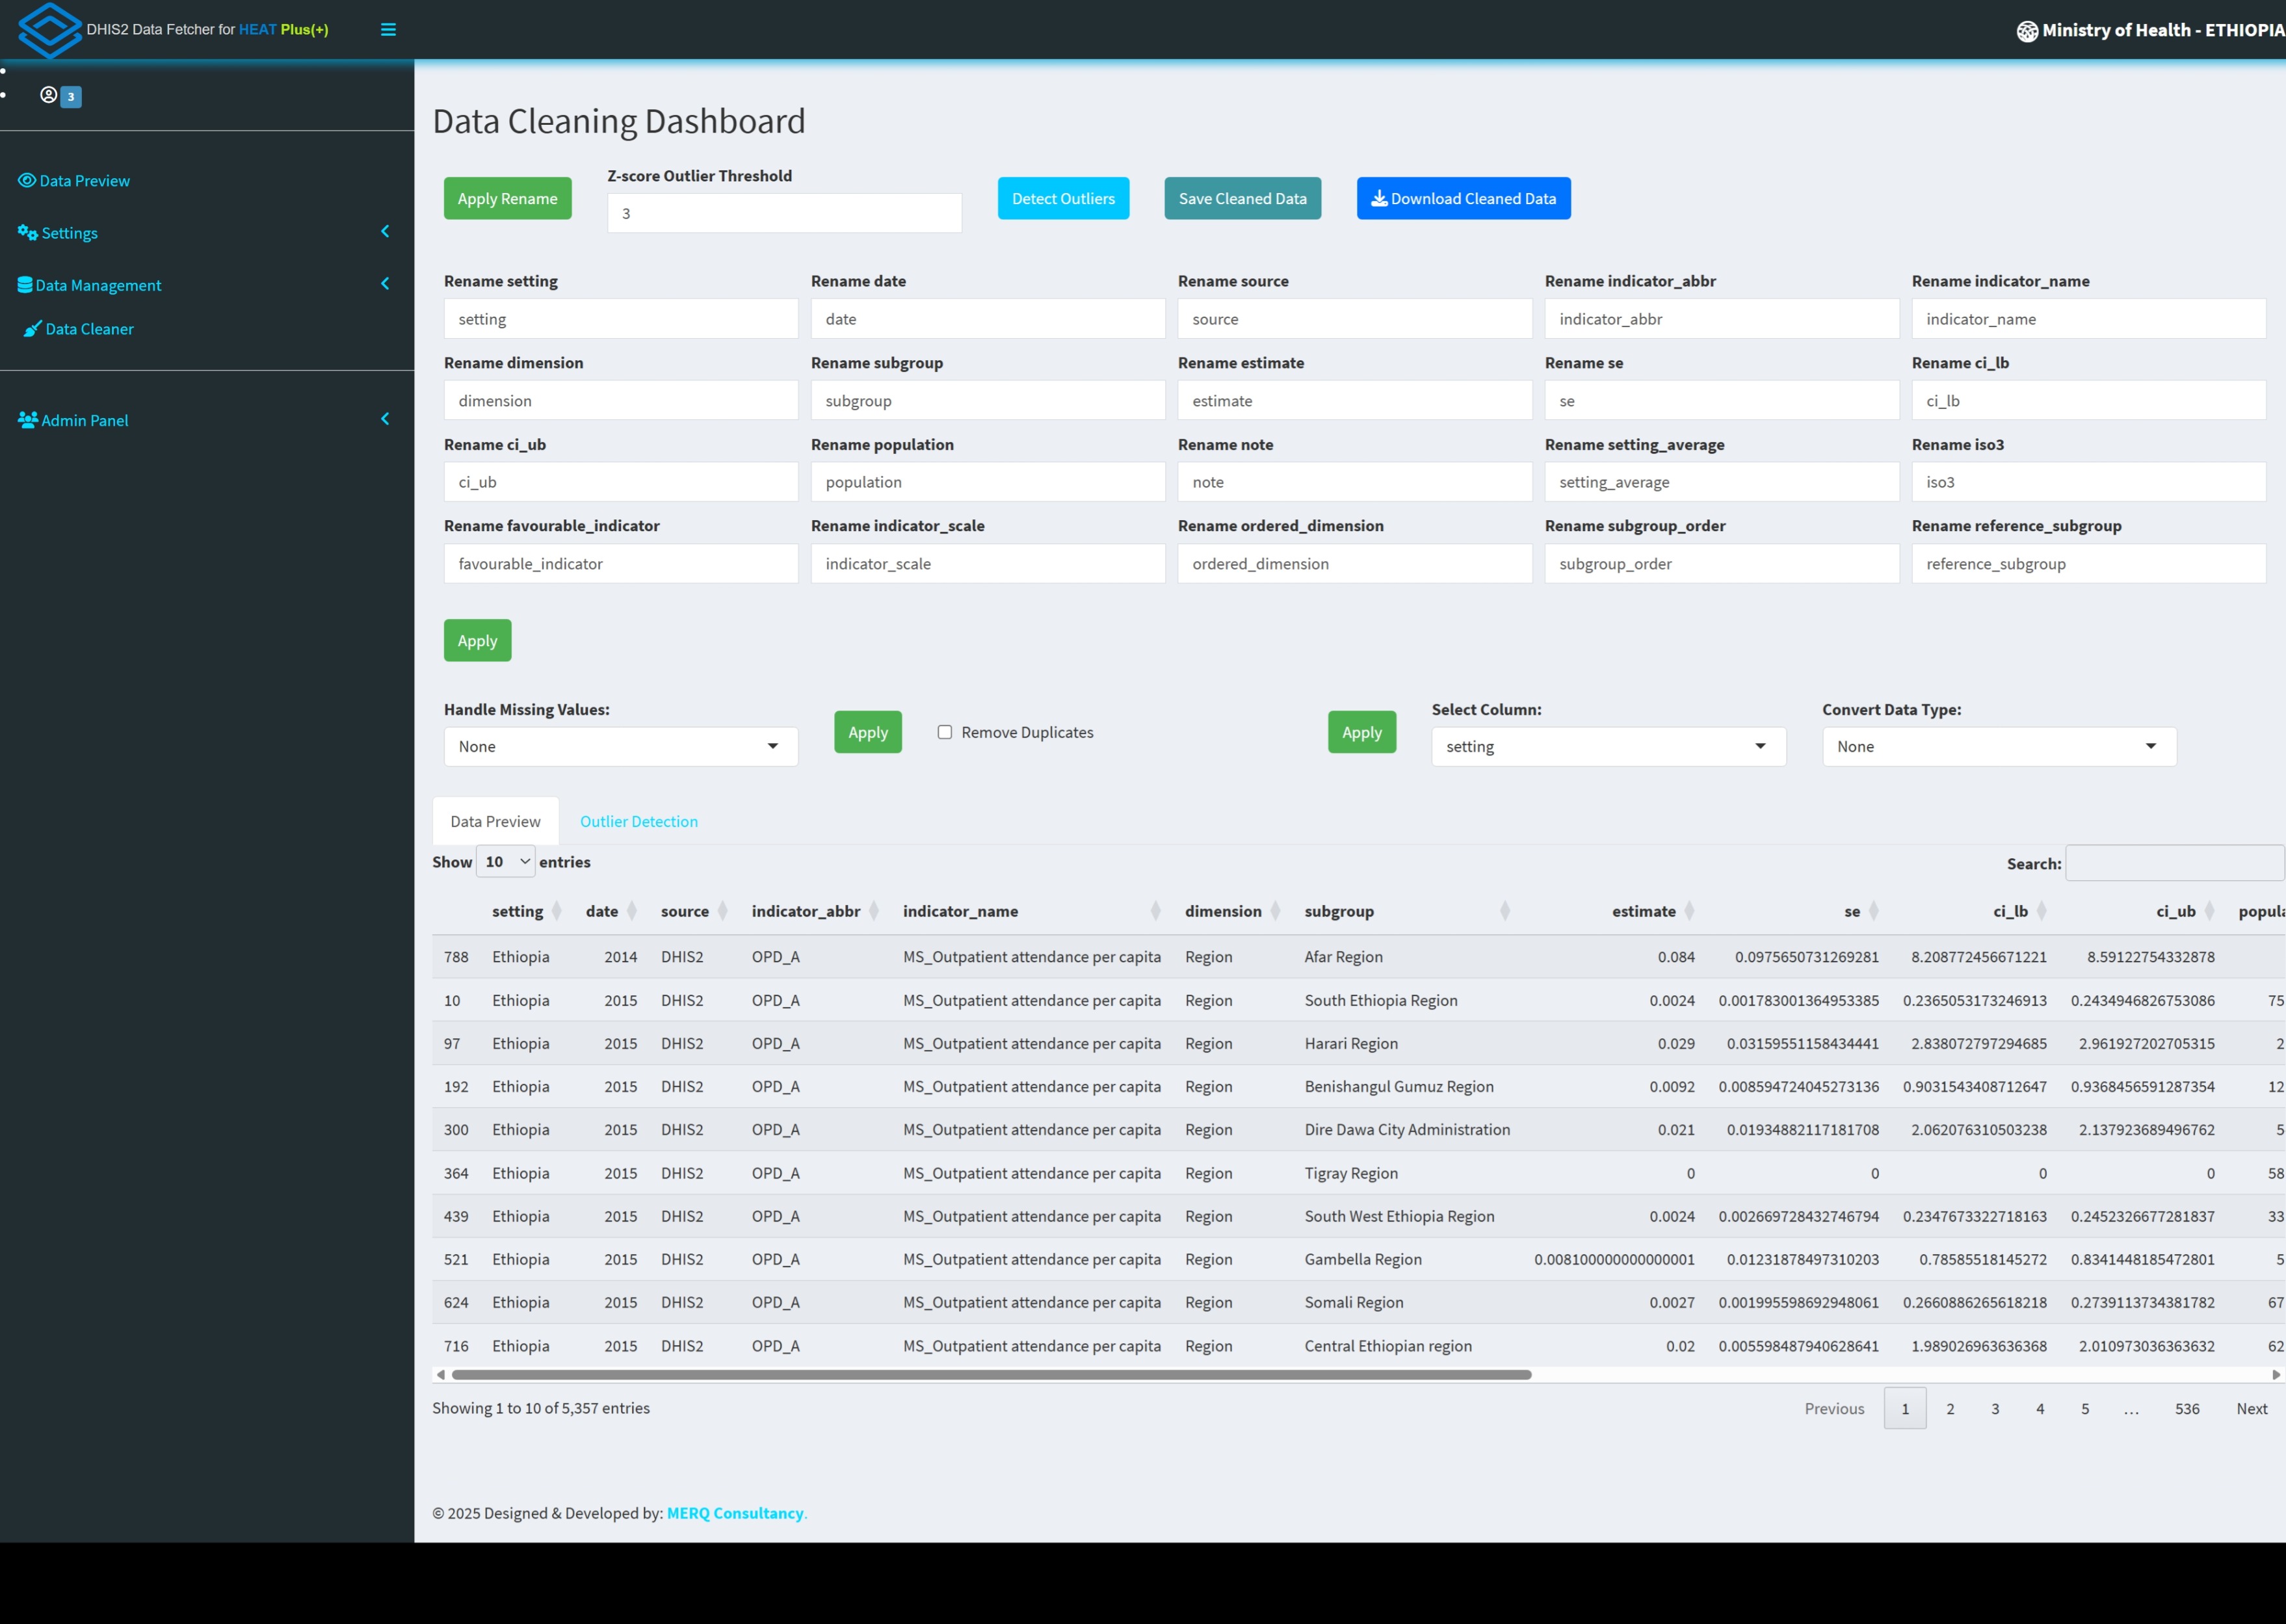 DHIS2 Data Fetcher for HEAT Plus(+)
Ministry of Health - ETHIOPIA
3
Data Preview
Settings
Data Management
Data Cleaner
Admin Panel
Data Cleaning Dashboard
Apply Rename
Z-score Outlier Threshold
3
Detect Outliers
Save Cleaned Data
Download Cleaned Data
Rename setting Rename date Rename source Rename indicator_abbr Rename indicator_name
setting date source indicator_abbr indicator_name
Rename dimension Rename subgroup Rename estimate Rename se Rename ci_lb
dimension subgroup estimate se ci_lb
Rename ci_ub Rename population Rename note Rename setting_average Rename iso3
ci_ub population note setting_average iso3
Rename favourable_indicator Rename indicator_scale Rename ordered_dimension Rename subgroup_order Rename reference_subgroup
favourable_indicator indicator_scale ordered_dimension subgroup_order reference_subgroup
Apply
Handle Missing Values:
None
Apply
Remove Duplicates
Apply
Select Column:
setting
Convert Data Type:
None
Data Preview Outlier Detection
Show 10 entries
Search:
setting date source indicator_abbr indicator_name dimension subgroup estimate se ci_lb ci_ub popula
788 Ethiopia 2014 DHIS2 OPD_A MS_Outpatient attendance per capita Region Afar Region 0.084 0.0975650731269281 8.208772456671221 8.59122754332878
10 Ethiopia 2015 DHIS2 OPD_A MS_Outpatient attendance per capita Region South Ethiopia Region 0.0024 0.001783001364953385 0.2365053173246913 0.2434946826753086 75
97 Ethiopia 2015 DHIS2 OPD_A MS_Outpatient attendance per capita Region Harari Region 0.029 0.03159551158434441 2.838072797294685 2.961927202705315 2
192 Ethiopia 2015 DHIS2 OPD_A MS_Outpatient attendance per capita Region Benishangul Gumuz Region 0.0092 0.008594724045273136 0.9031543408712647 0.9368456591287354 12
300 Ethiopia 2015 DHIS2 OPD_A MS_Outpatient attendance per capita Region Dire Dawa City Administration 0.021 0.01934882117181708 2.062076310503238 2.137923689496762 5
364 Ethiopia 2015 DHIS2 OPD_A MS_Outpatient attendance per capita Region Tigray Region 0 0 0 0 58
439 Ethiopia 2015 DHIS2 OPD_A MS_Outpatient attendance per capita Region South West Ethiopia Region 0.0024 0.002669728432746794 0.2347673322718163 0.2452326677281837 33
521 Ethiopia 2015 DHIS2 OPD_A MS_Outpatient attendance per capita Region Gambella Region 0.008100000000000001 0.01231878497310203 0.78585518145272 0.8341448185472801 5
624 Ethiopia 2015 DHIS2 OPD_A MS_Outpatient attendance per capita Region Somali Region 0.0027 0.001995598692948061 0.2660886265618218 0.2739113734381782 67
716 Ethiopia 2015 DHIS2 OPD_A MS_Outpatient attendance per capita Region Central Ethiopian region 0.02 0.005598487940628641 1.989026963636368 2.010973036363632 62
Showing 1 to 10 of 5,357 entries
Previous 1 2 3 4 5 … 536 Next
© 2025 Designed & Developed by: MERQ Consultancy.